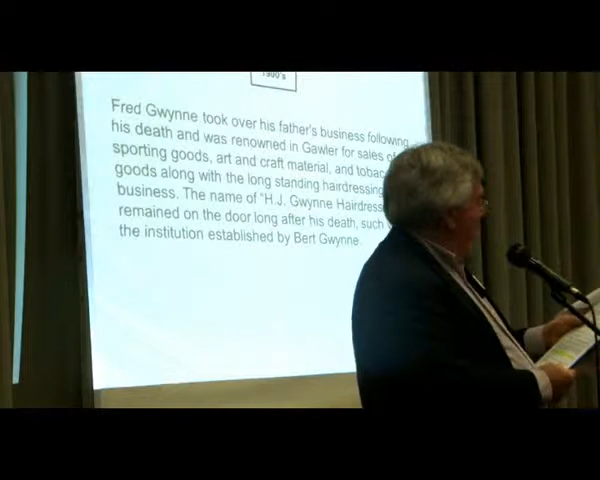 1900's
Fred Gwynne took over his father's business following
his death and was renowned in Gawler for sales of
sporting goods, art and craft material, and
goods along with the long standing hairdressing
business. The name of "H.J. Gwynne
remained on the door long after his death, such
the institution established by Bert Gwynne.